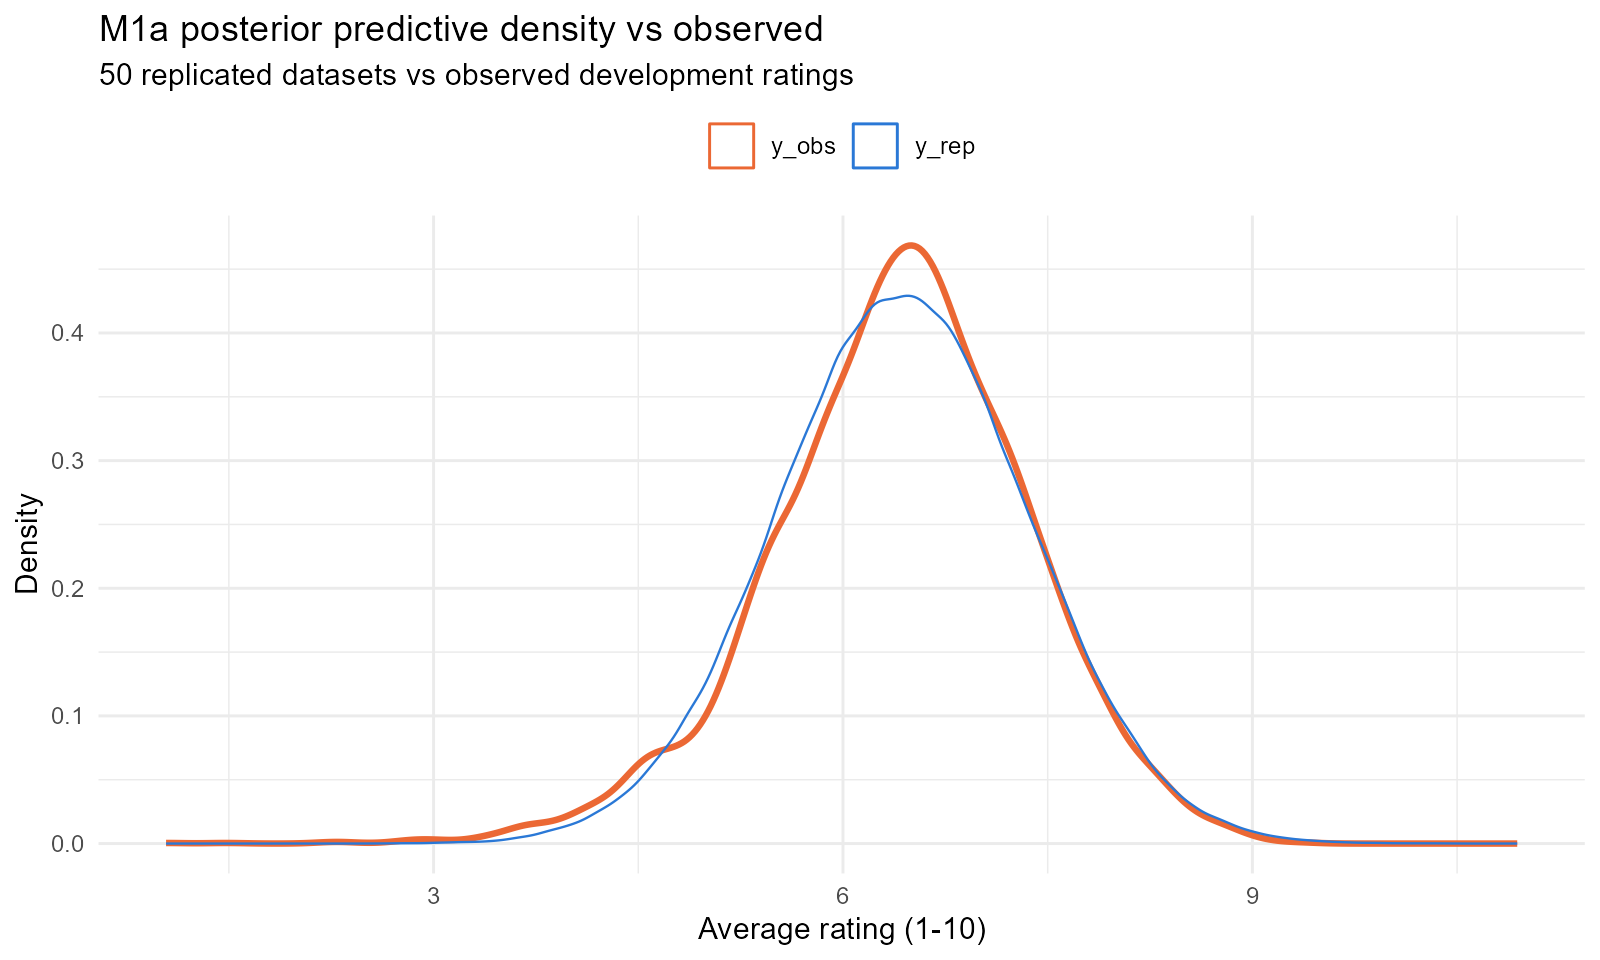 M1a posterior predictive density vs observed
50 replicated datasets vs observed development ratings
y_obs y_rep
0.4
0.3
0.2
0.1
0.0
Density
3 6 9
Average rating (1-10)